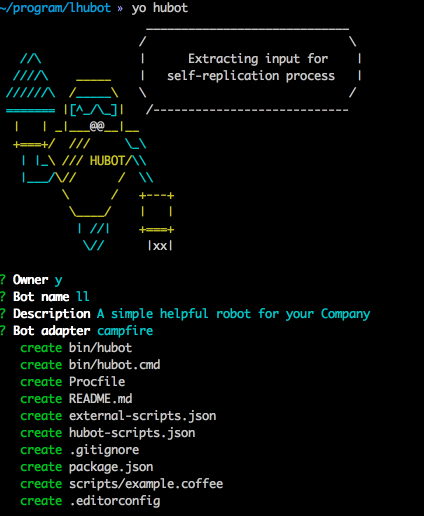 ~/program/lhubot » yo hubot
Extracting input for
self-replication process
[^_/\_]
@@
HUBOT
|xx|
? Owner y
? Bot name ll
? Description A simple helpful robot for your Company
? Bot adapter campfire
create bin/hubot
create bin/hubot.cmd
create Procfile
create README.md
create external-scripts.json
create hubot-scripts.json
create .gitignore
create package.json
create scripts/example.coffee
create .editorconfig